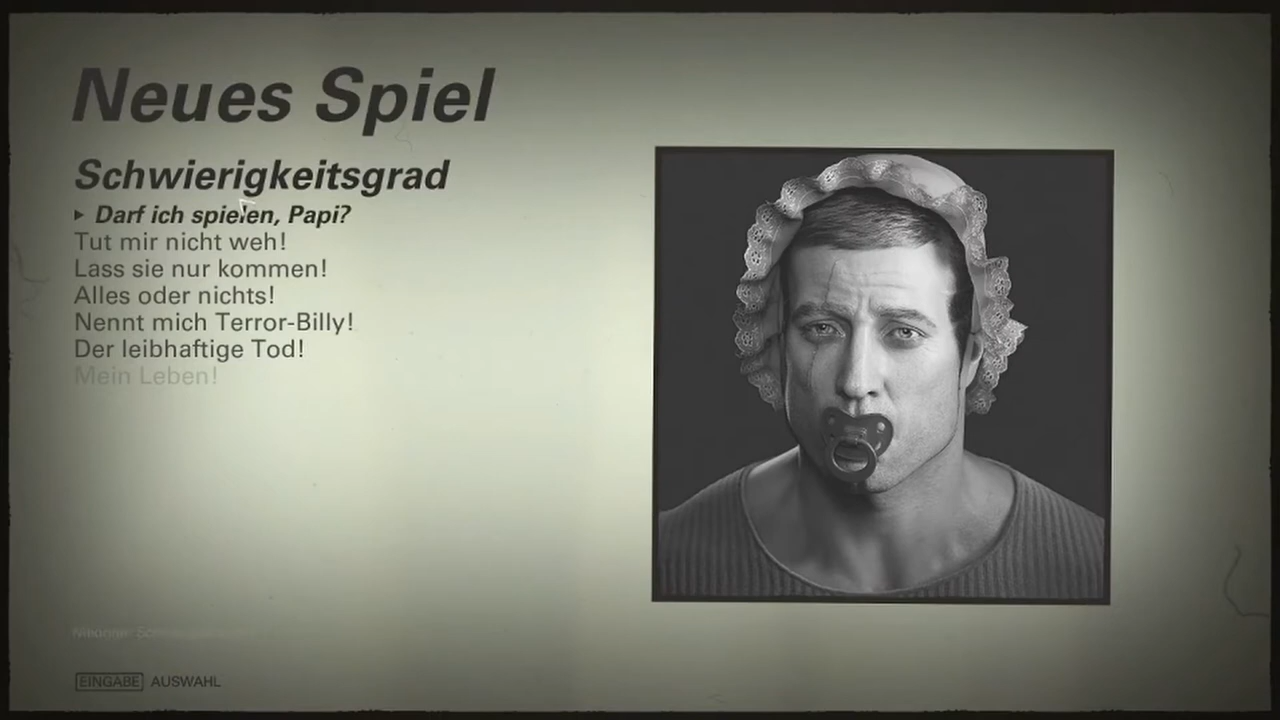 Neues Spiel
Schwierigkeitsgrad
Darf ich spielen, Papi?
Tut mir nicht weh!
Lass sie nur kommen!
Alles oder nichts!
Nennt mich Terror-Billy!
Der leibhaftige Tod!
Mein Leben!
EINGABE AUSWAHL